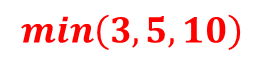 min(3, 5, 10)